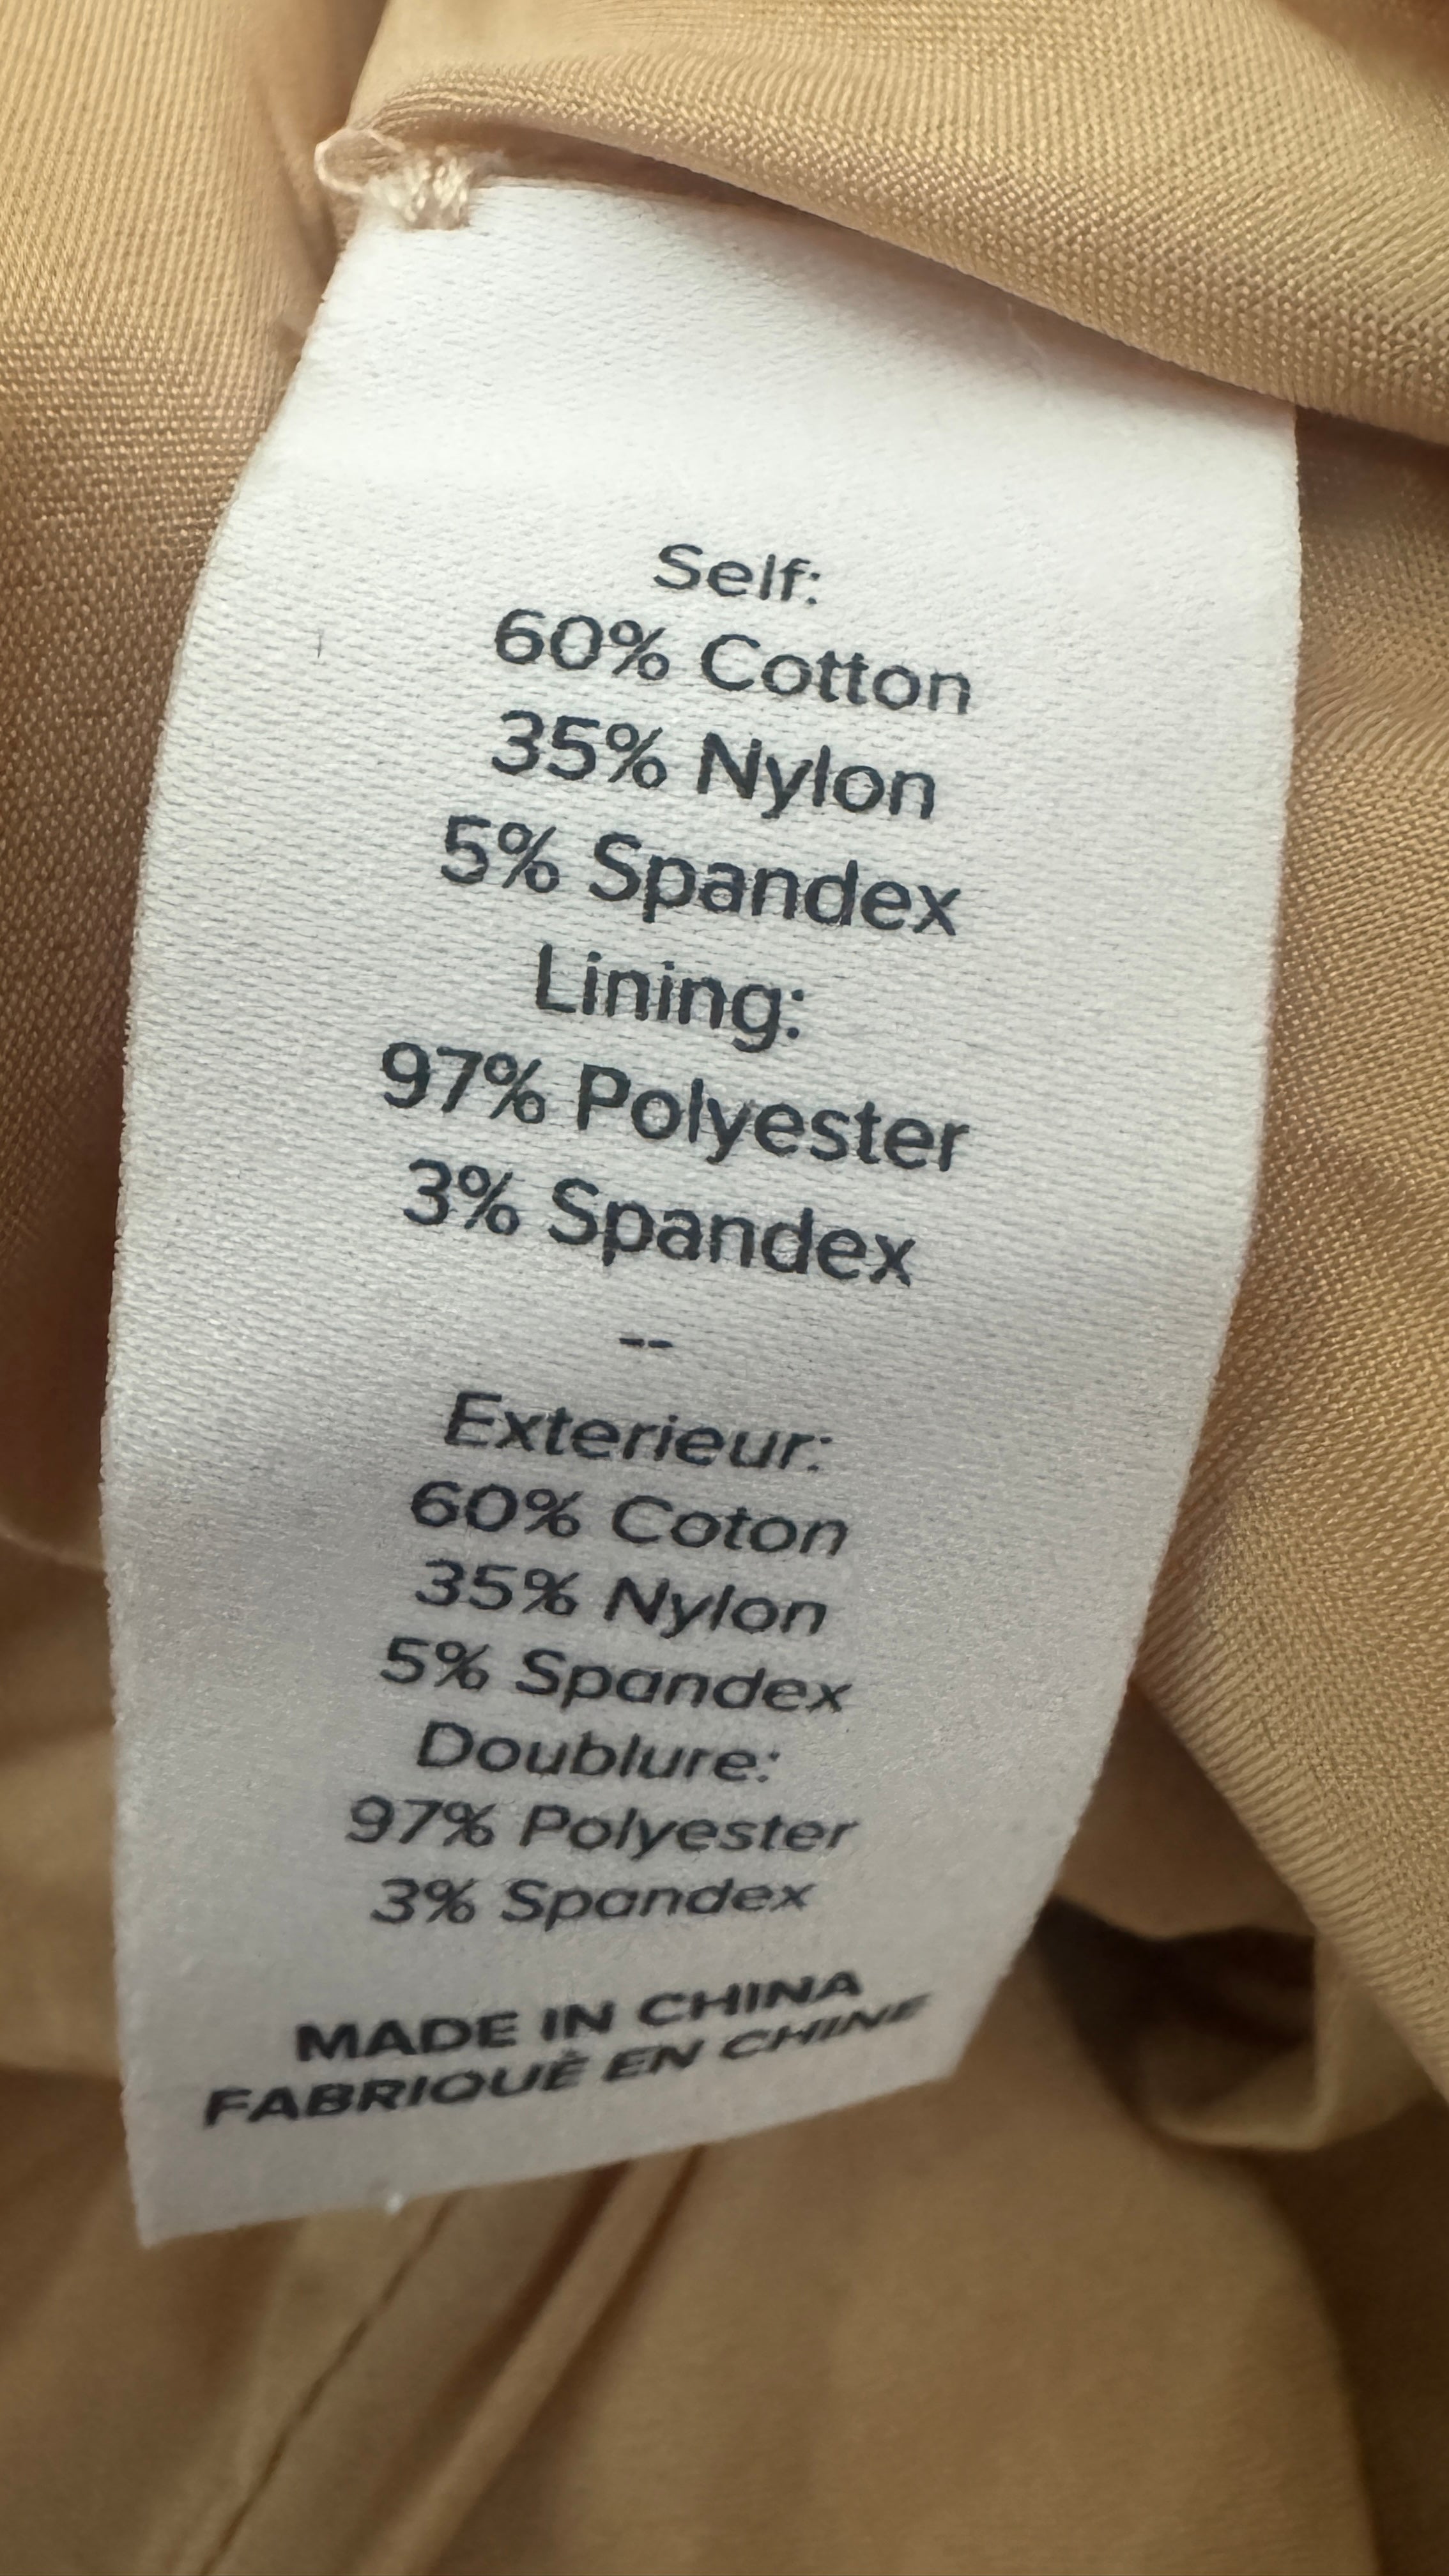 Self:
60% Cotton
35% Nylon
5% Spandex
Lining:
97% Polyester
3% Spandex
--
Exterieur:
60% Coton
35% Nylon
5% Spandex
Doublure:
97% Polyester
3% Spandex
MADE IN CHINA
FABRIQUÉ EN CHINE